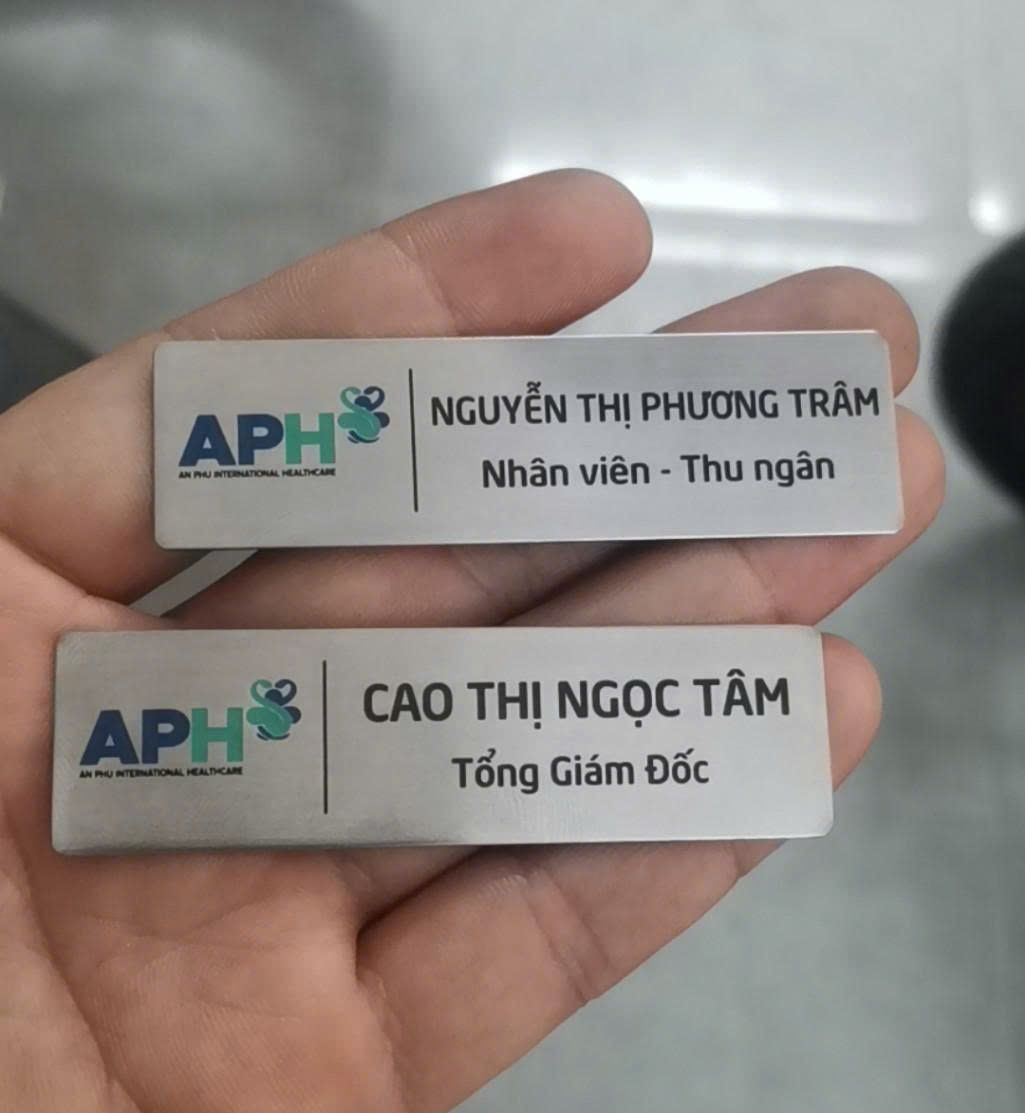 APH
AN PHU INTERNATIONAL HEALTHCARE
NGUYỄN THỊ PHƯƠNG TRÂM
Nhân viên - Thu ngân
APH
AN PHU INTERNATIONAL HEALTHCARE
CAO THỊ NGỌC TÂM
Tổng Giám Đốc